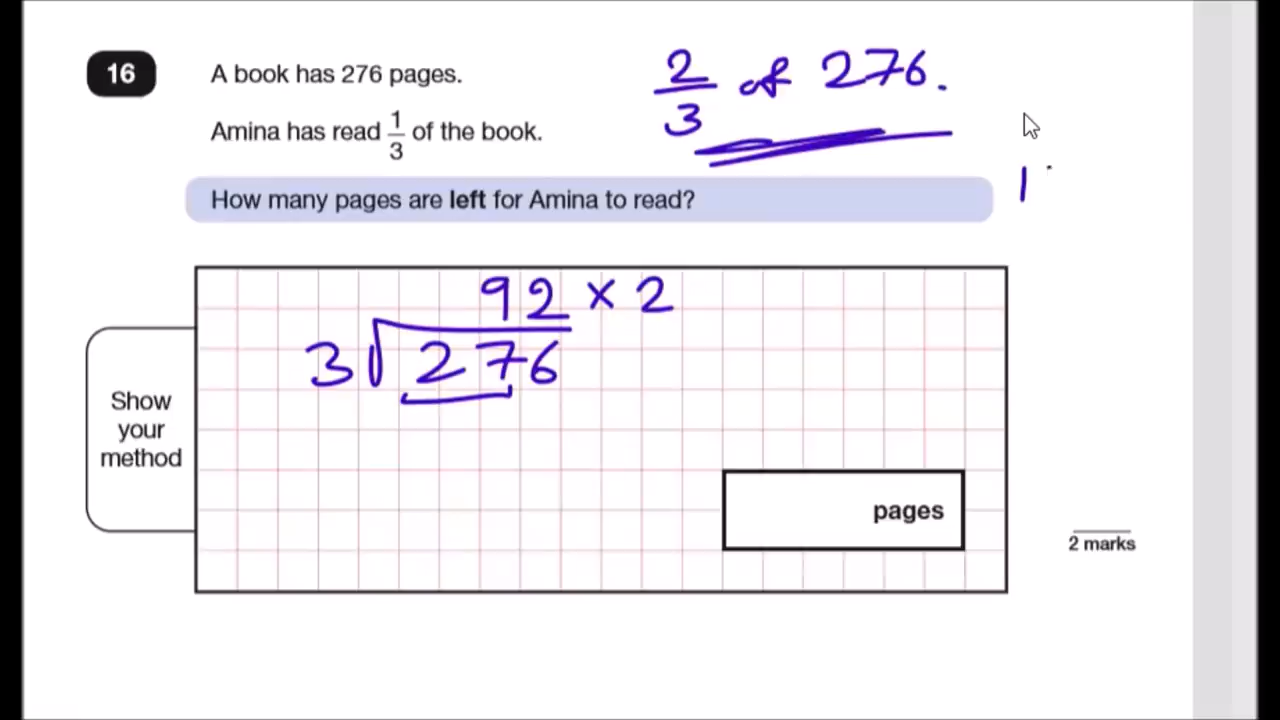 16
A book has 276 pages.
Amina has read 1/3 of the book.
2/3 of 276.
How many pages are left for Amina to read?
1
92 × 2
3 276
Show
your
method
pages
2 marks